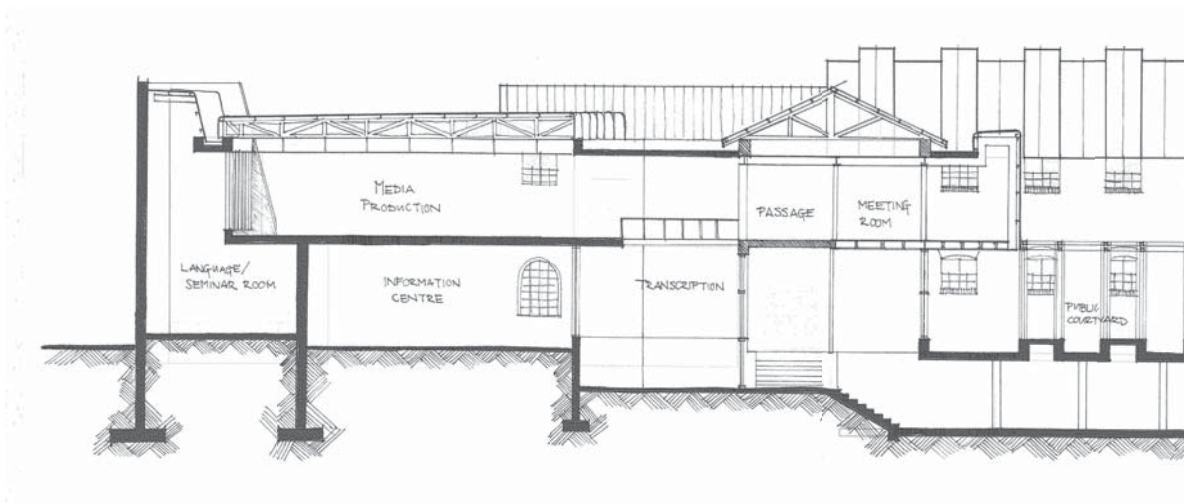 MEDIA
PRODUCTION
PASSAGE
MEETING
ROOM
LANGUAGE/
SEMINAR ROOM
INFORMATION
CENTRE
TRANSCRIPTION
PUBLIC
COURTYARD